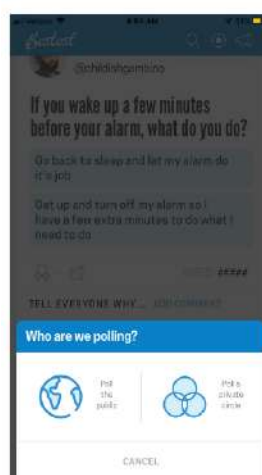 Bestest
@childishgambino
If you wake up a few minutes
before your alarm, what do you do?
Go back to sleep and let my alarm do
it's job
Get up and turn off my alarm so i
have a few extra minutes to do what I
need to do
#####
TELL EVERYONE WHY... ADD COMMENT
Who are we polling?
Poll
the
public
Poll a
private
circle
CANCEL